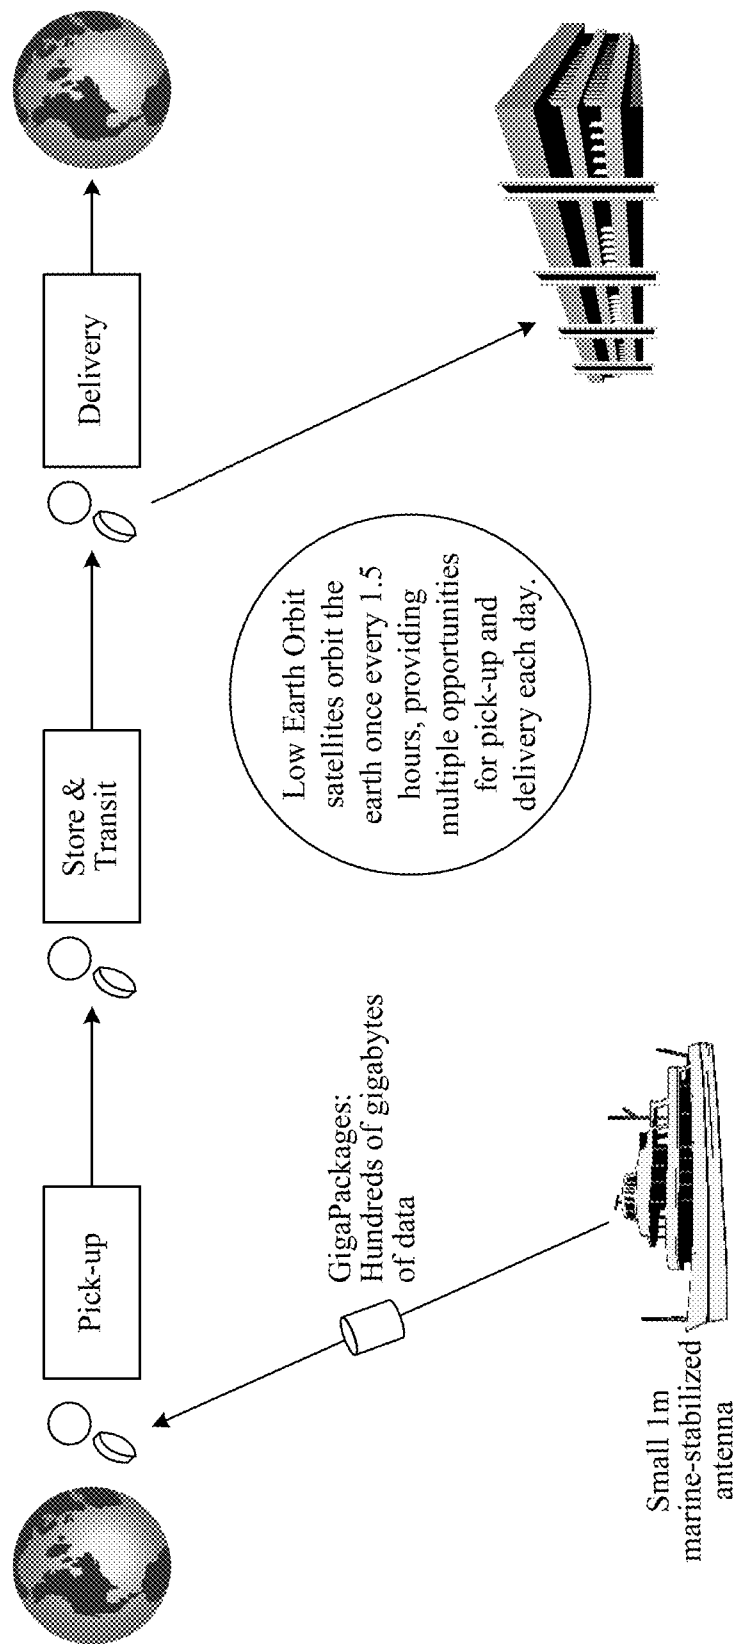 Pick-up
Store &
Transit
Delivery
GigaPackages:
Hundreds of gigabytes
of data
Low Earth Orbit
satellites orbit the
earth once every 1.5
hours, providing
multiple opportunities
for pick-up and
delivery each day.
Small 1m
marine-stabilized
antenna